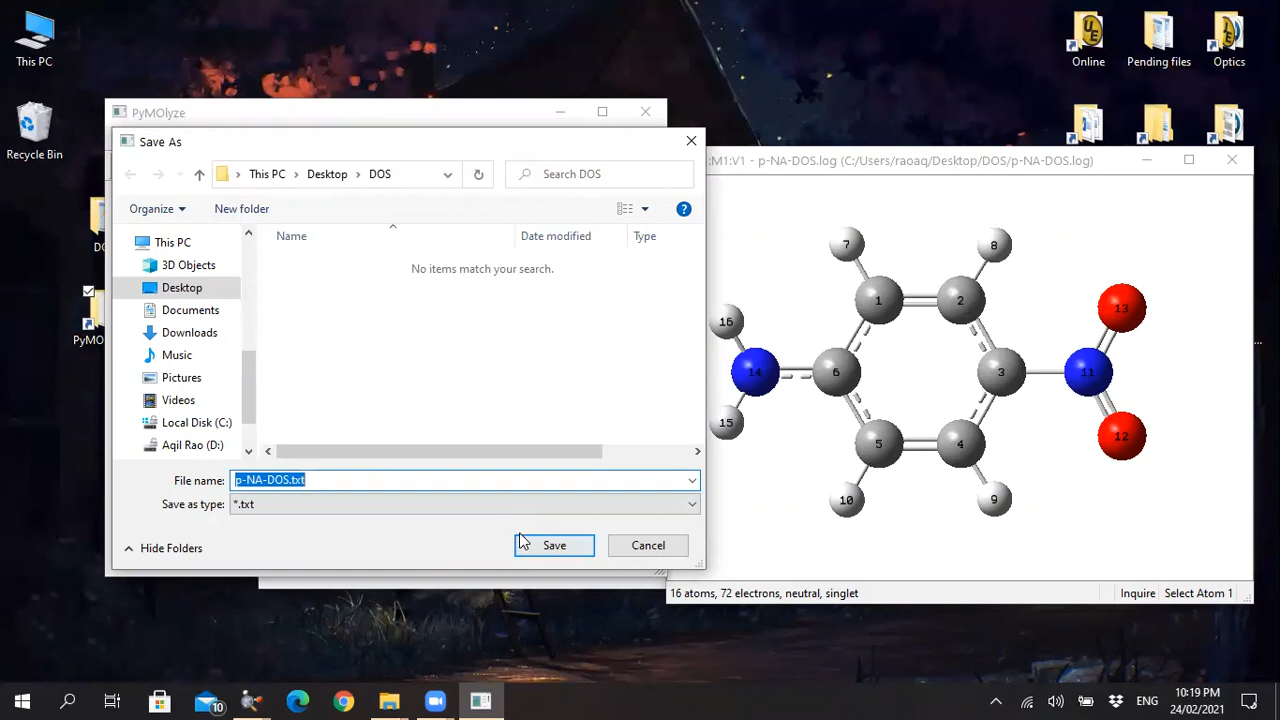 This PC
Recycle Bin
Online
Pending files
Optics
PyMOlyze
Save As
This PC
Desktop
DOS
Search DOS
Organize
New folder
Name
Date modified
Type
No items match your search.
This PC
3D Objects
Desktop
Documents
Downloads
Music
Pictures
Videos
Local Disk (C:)
Aqil Rao (D:)
File name:
p-NA-DOS.txt
Save as type:
*.txt
Hide Folders
Save
Cancel
:M1:V1 - p-NA-DOS.log (C:/Users/raoaq/Desktop/DOS/p-NA-DOS.log)
7
8
1
2
16
13
14
6
3
11
15
5
4
12
10
9
16 atoms, 72 electrons, neutral, singlet
Inquire
Select Atom 1
10
ENG
10:19 PM
24/02/2021